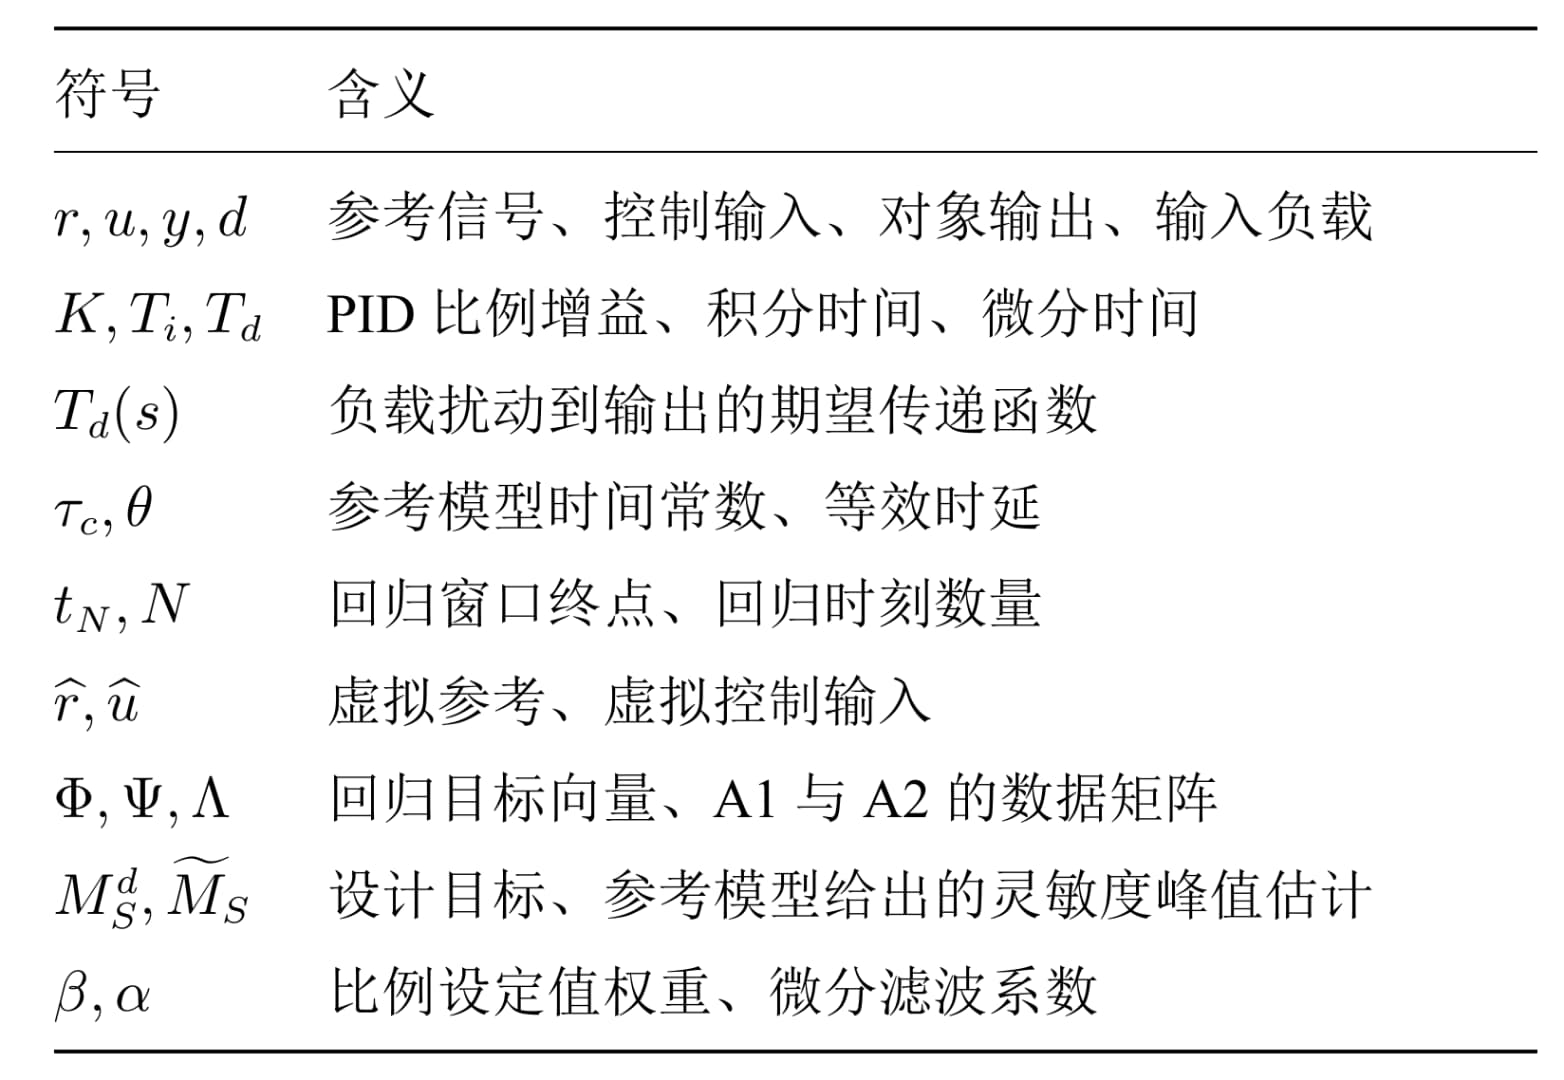 符号 含义
r, u, y, d 参考信号、控制输入、对象输出、输入负载
K, T_i, T_d PID 比例增益、积分时间、微分时间
T_d(s) 负载扰动到输出的期望传递函数
τ_c, θ 参考模型时间常数、等效时延
t_N, N 回归窗口终点、回归时刻数量
r̂, û 虚拟参考、虚拟控制输入
Φ, Ψ, Λ 回归目标向量、A1 与 A2 的数据矩阵
M_S^d, M̃_S 设计目标、参考模型给出的灵敏度峰值估计
β, α 比例设定值权重、微分滤波系数